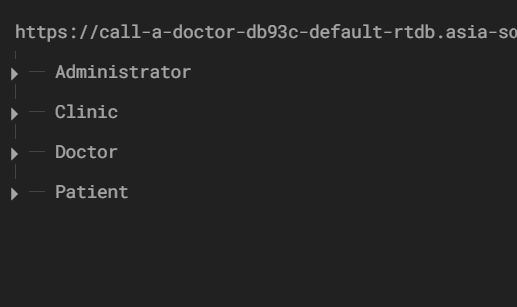 https://call-a-doctor-db93c-default-rtdb.asia-so
Administrator
Clinic
Doctor
Patient